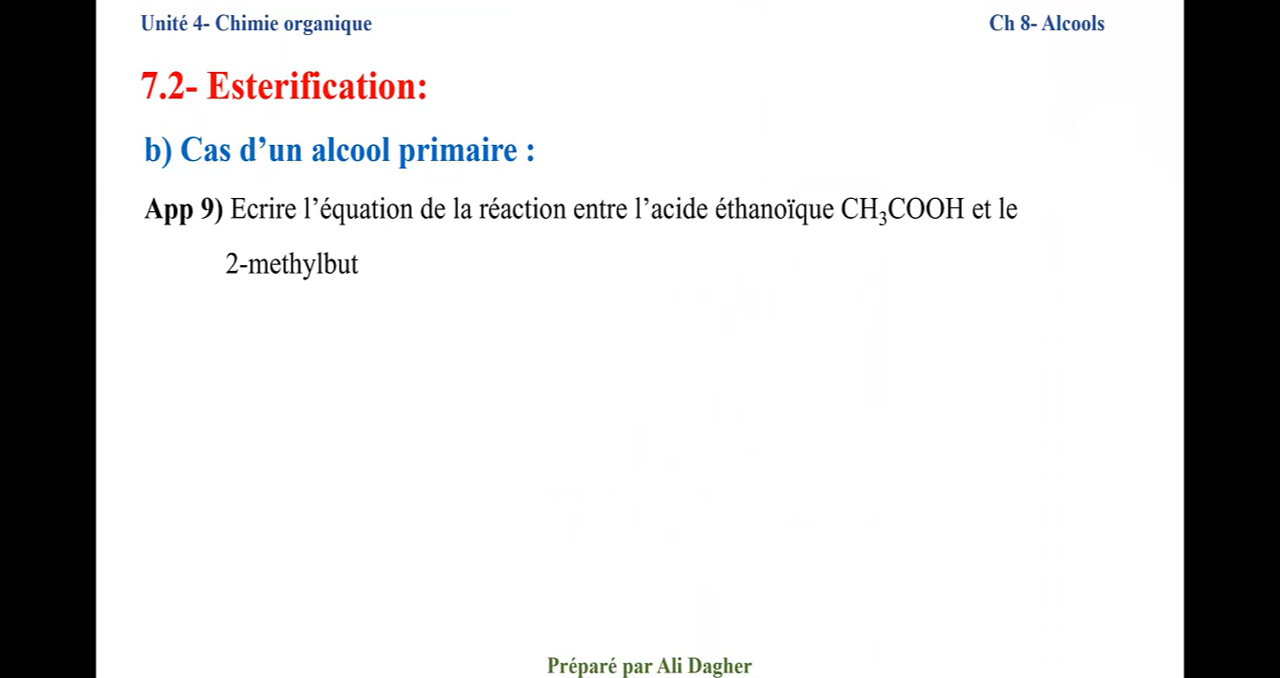 Unité 4- Chimie organique
Ch 8- Alcools
7.2- Esterification:
b) Cas d’un alcool primaire :
App 9) Ecrire l’équation de la réaction entre l’acide éthanoïque CH₃COOH et le
2-methylbut
Préparé par Ali Dagher